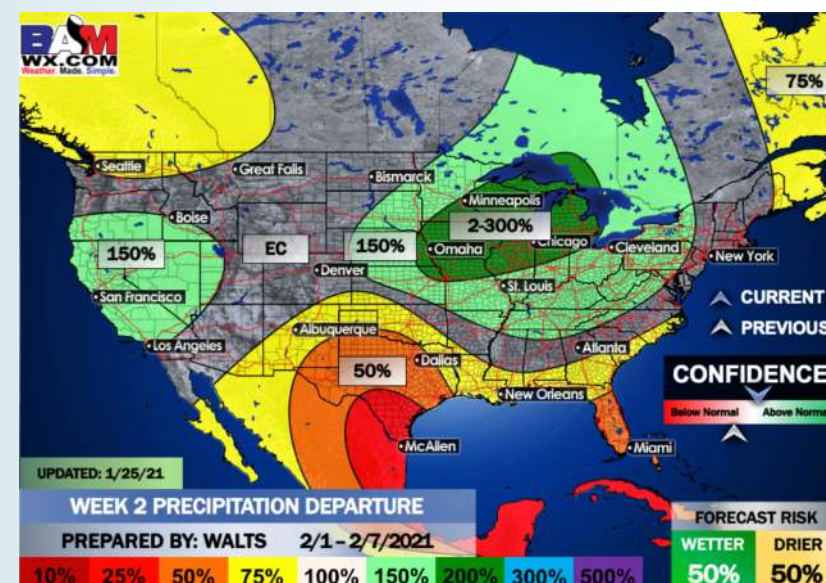 BAM
WX.COM
Weather. Made. Simple.
75%
Seattle
Great Falls
Bismarck
Minneapolis
Boise
2-300%
150%
EC
150%
Omaha
Chicago
Cleveland
New York
Denver
San Francisco
St. Louis
CURRENT
PREVIOUS
Los Angeles
Albuquerque
Atlanta
50%
Dallas
CONFIDENCE
New Orleans
Below Normal
Above Norma
McAllen
Miami
UPDATED: 1/25/21
WEEK 2 PRECIPITATION DEPARTURE
PREPARED BY: WALTS 2/1 – 2/7/2021
10% 25% 50% 75% 100% 150% 200% 300% 500%
FORECAST RISK
WETTER DRIER
50% 50%